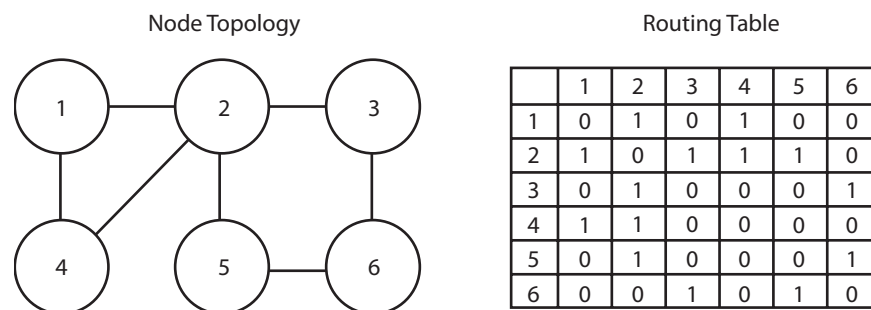 Node Topology
1 2 3
4 5 6
Routing Table
1 2 3 4 5 6
1 0 1 0 1 0 0
2 1 0 1 1 1 0
3 0 1 0 0 0 1
4 1 1 0 0 0 0
5 0 1 0 0 0 1
6 0 0 1 0 1 0